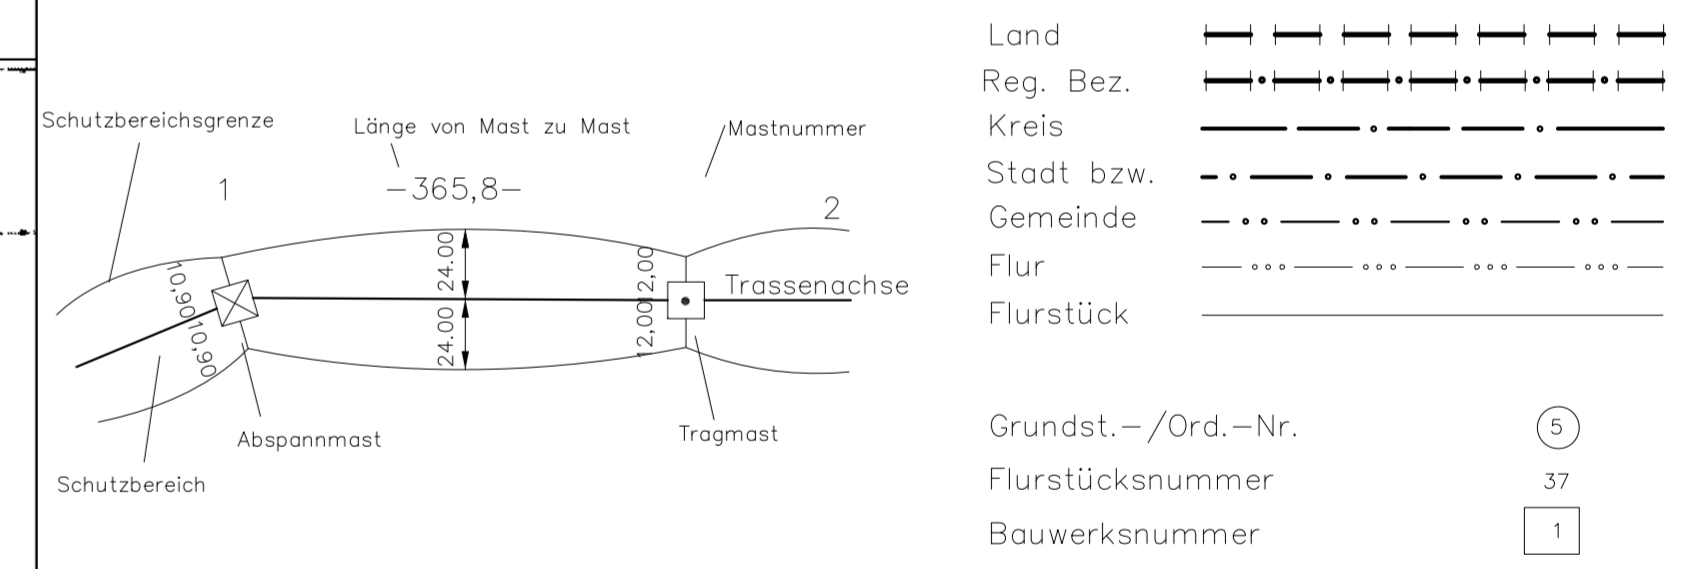 Schutzbereichsgrenze
Länge von Mast zu Mast
Mastnummer
1
-365,8-
2
10,90
10,90
24.00
24.00
12,00
12,00
Trassenachse
Abspannmast
Tragmast
Schutzbereich
Land
Reg. Bez.
Kreis
Stadt bzw.
Gemeinde
Flur
Flurstück
Grundst.-/Ord.-Nr. 5
Flurstücksnummer 37
Bauwerksnummer 1